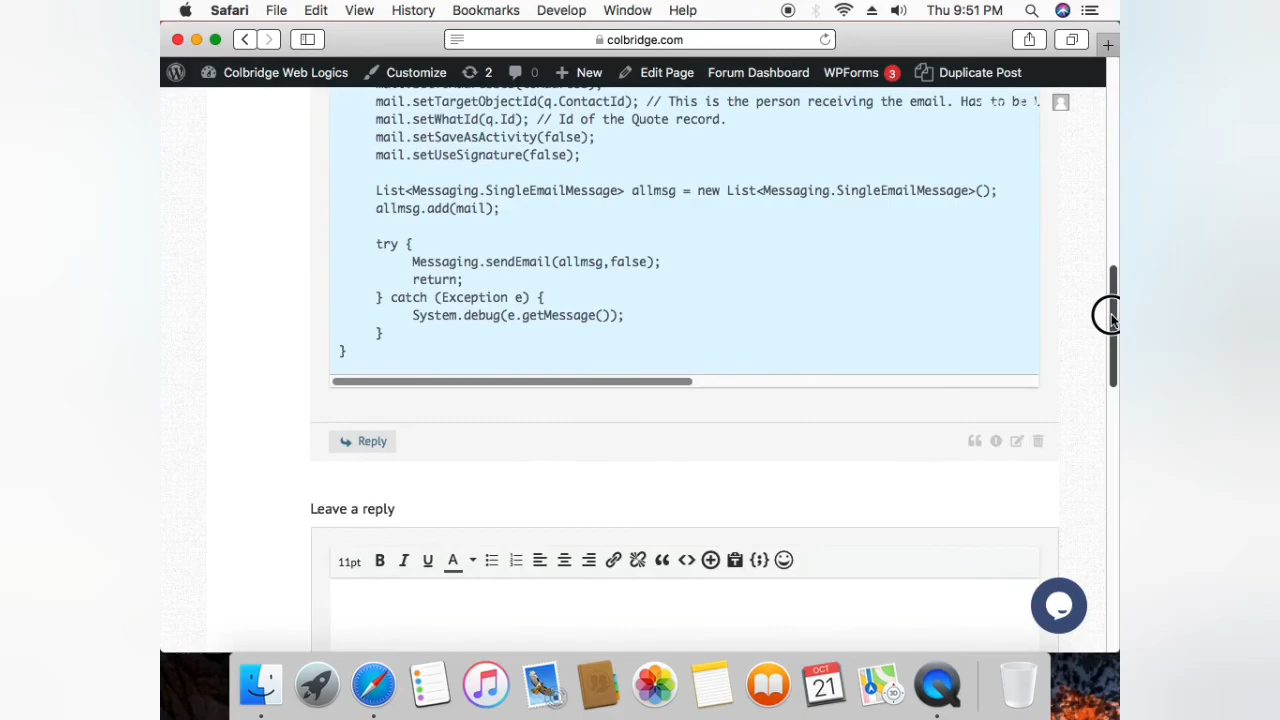 Safari File Edit View History Bookmarks Develop Window Help Thu 9:51 PM
colbridge.com
Colbridge Web Logics Customize 2 0 New Edit Page Forum Dashboard WPForms 3 Duplicate Post
mail.setTargetObjectId(q.ContactId); // This is the person receiving the email. Has to be
mail.setWhatId(q.Id); // Id of the Quote record.
mail.setSaveAsActivity(false);
mail.setUseSignature(false);
List<Messaging.SingleEmailMessage> allmsg = new List<Messaging.SingleEmailMessage>();
allmsg.add(mail);
try {
Messaging.sendEmail(allmsg,false);
return;
} catch (Exception e) {
System.debug(e.getMessage());
}
}
Reply
Leave a reply
11pt B I U A
OCT
21
3D